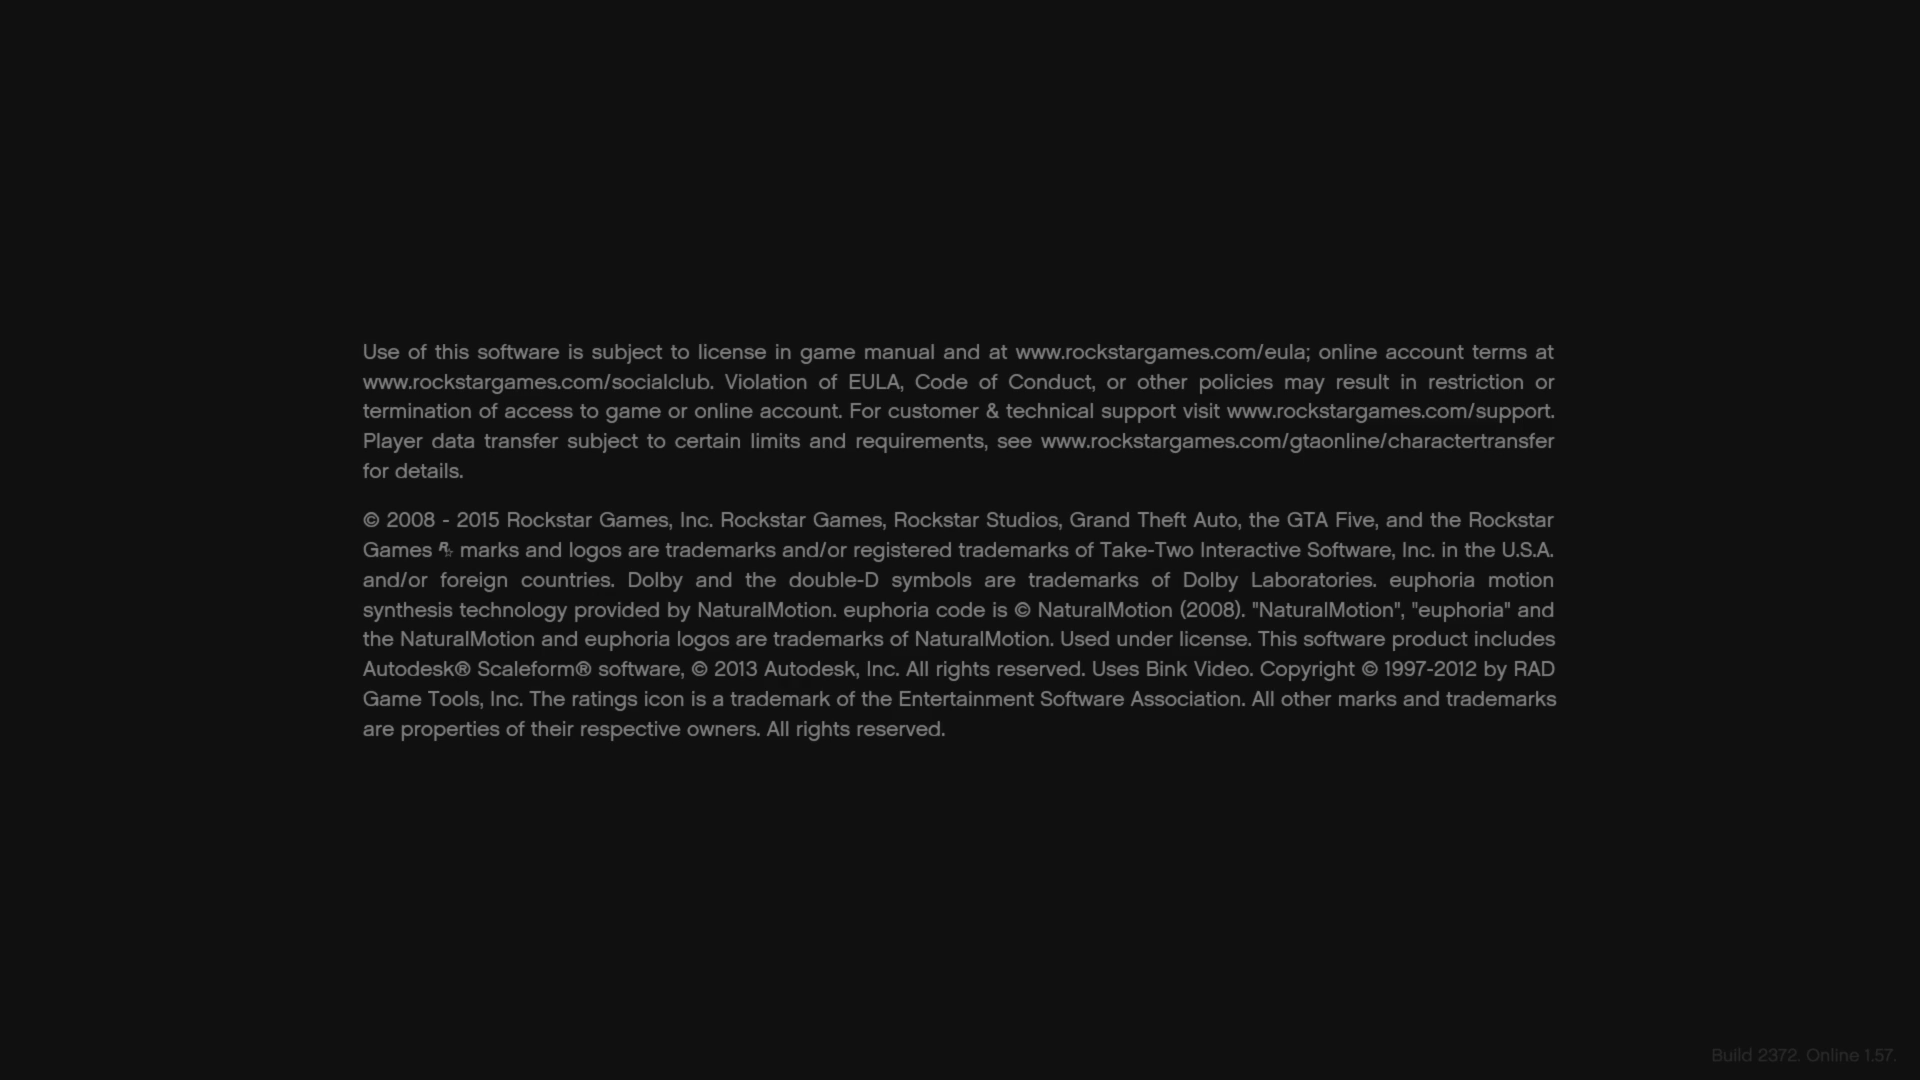 Use of this software is subject to license in game manual and at www.rockstargames.com/eula; online account terms at
www.rockstargames.com/socialclub. Violation of EULA, Code of Conduct, or other policies may result in restriction or
termination of access to game or online account. For customer & technical support visit www.rockstargames.com/support.
Player data transfer subject to certain limits and requirements, see www.rockstargames.com/gtaonline/charactertransfer
for details.
© 2008 - 2015 Rockstar Games, Inc. Rockstar Games, Rockstar Studios, Grand Theft Auto, the GTA Five, and the Rockstar
Games R☆ marks and logos are trademarks and/or registered trademarks of Take-Two Interactive Software, Inc. in the U.S.A.
and/or foreign countries. Dolby and the double-D symbols are trademarks of Dolby Laboratories. euphoria motion
synthesis technology provided by NaturalMotion. euphoria code is © NaturalMotion (2008). "NaturalMotion", "euphoria" and
the NaturalMotion and euphoria logos are trademarks of NaturalMotion. Used under license. This software product includes
Autodesk® Scaleform® software, © 2013 Autodesk, Inc. All rights reserved. Uses Bink Video. Copyright © 1997-2012 by RAD
Game Tools, Inc. The ratings icon is a trademark of the Entertainment Software Association. All other marks and trademarks
are properties of their respective owners. All rights reserved.
Build 2372. Online 1.57.